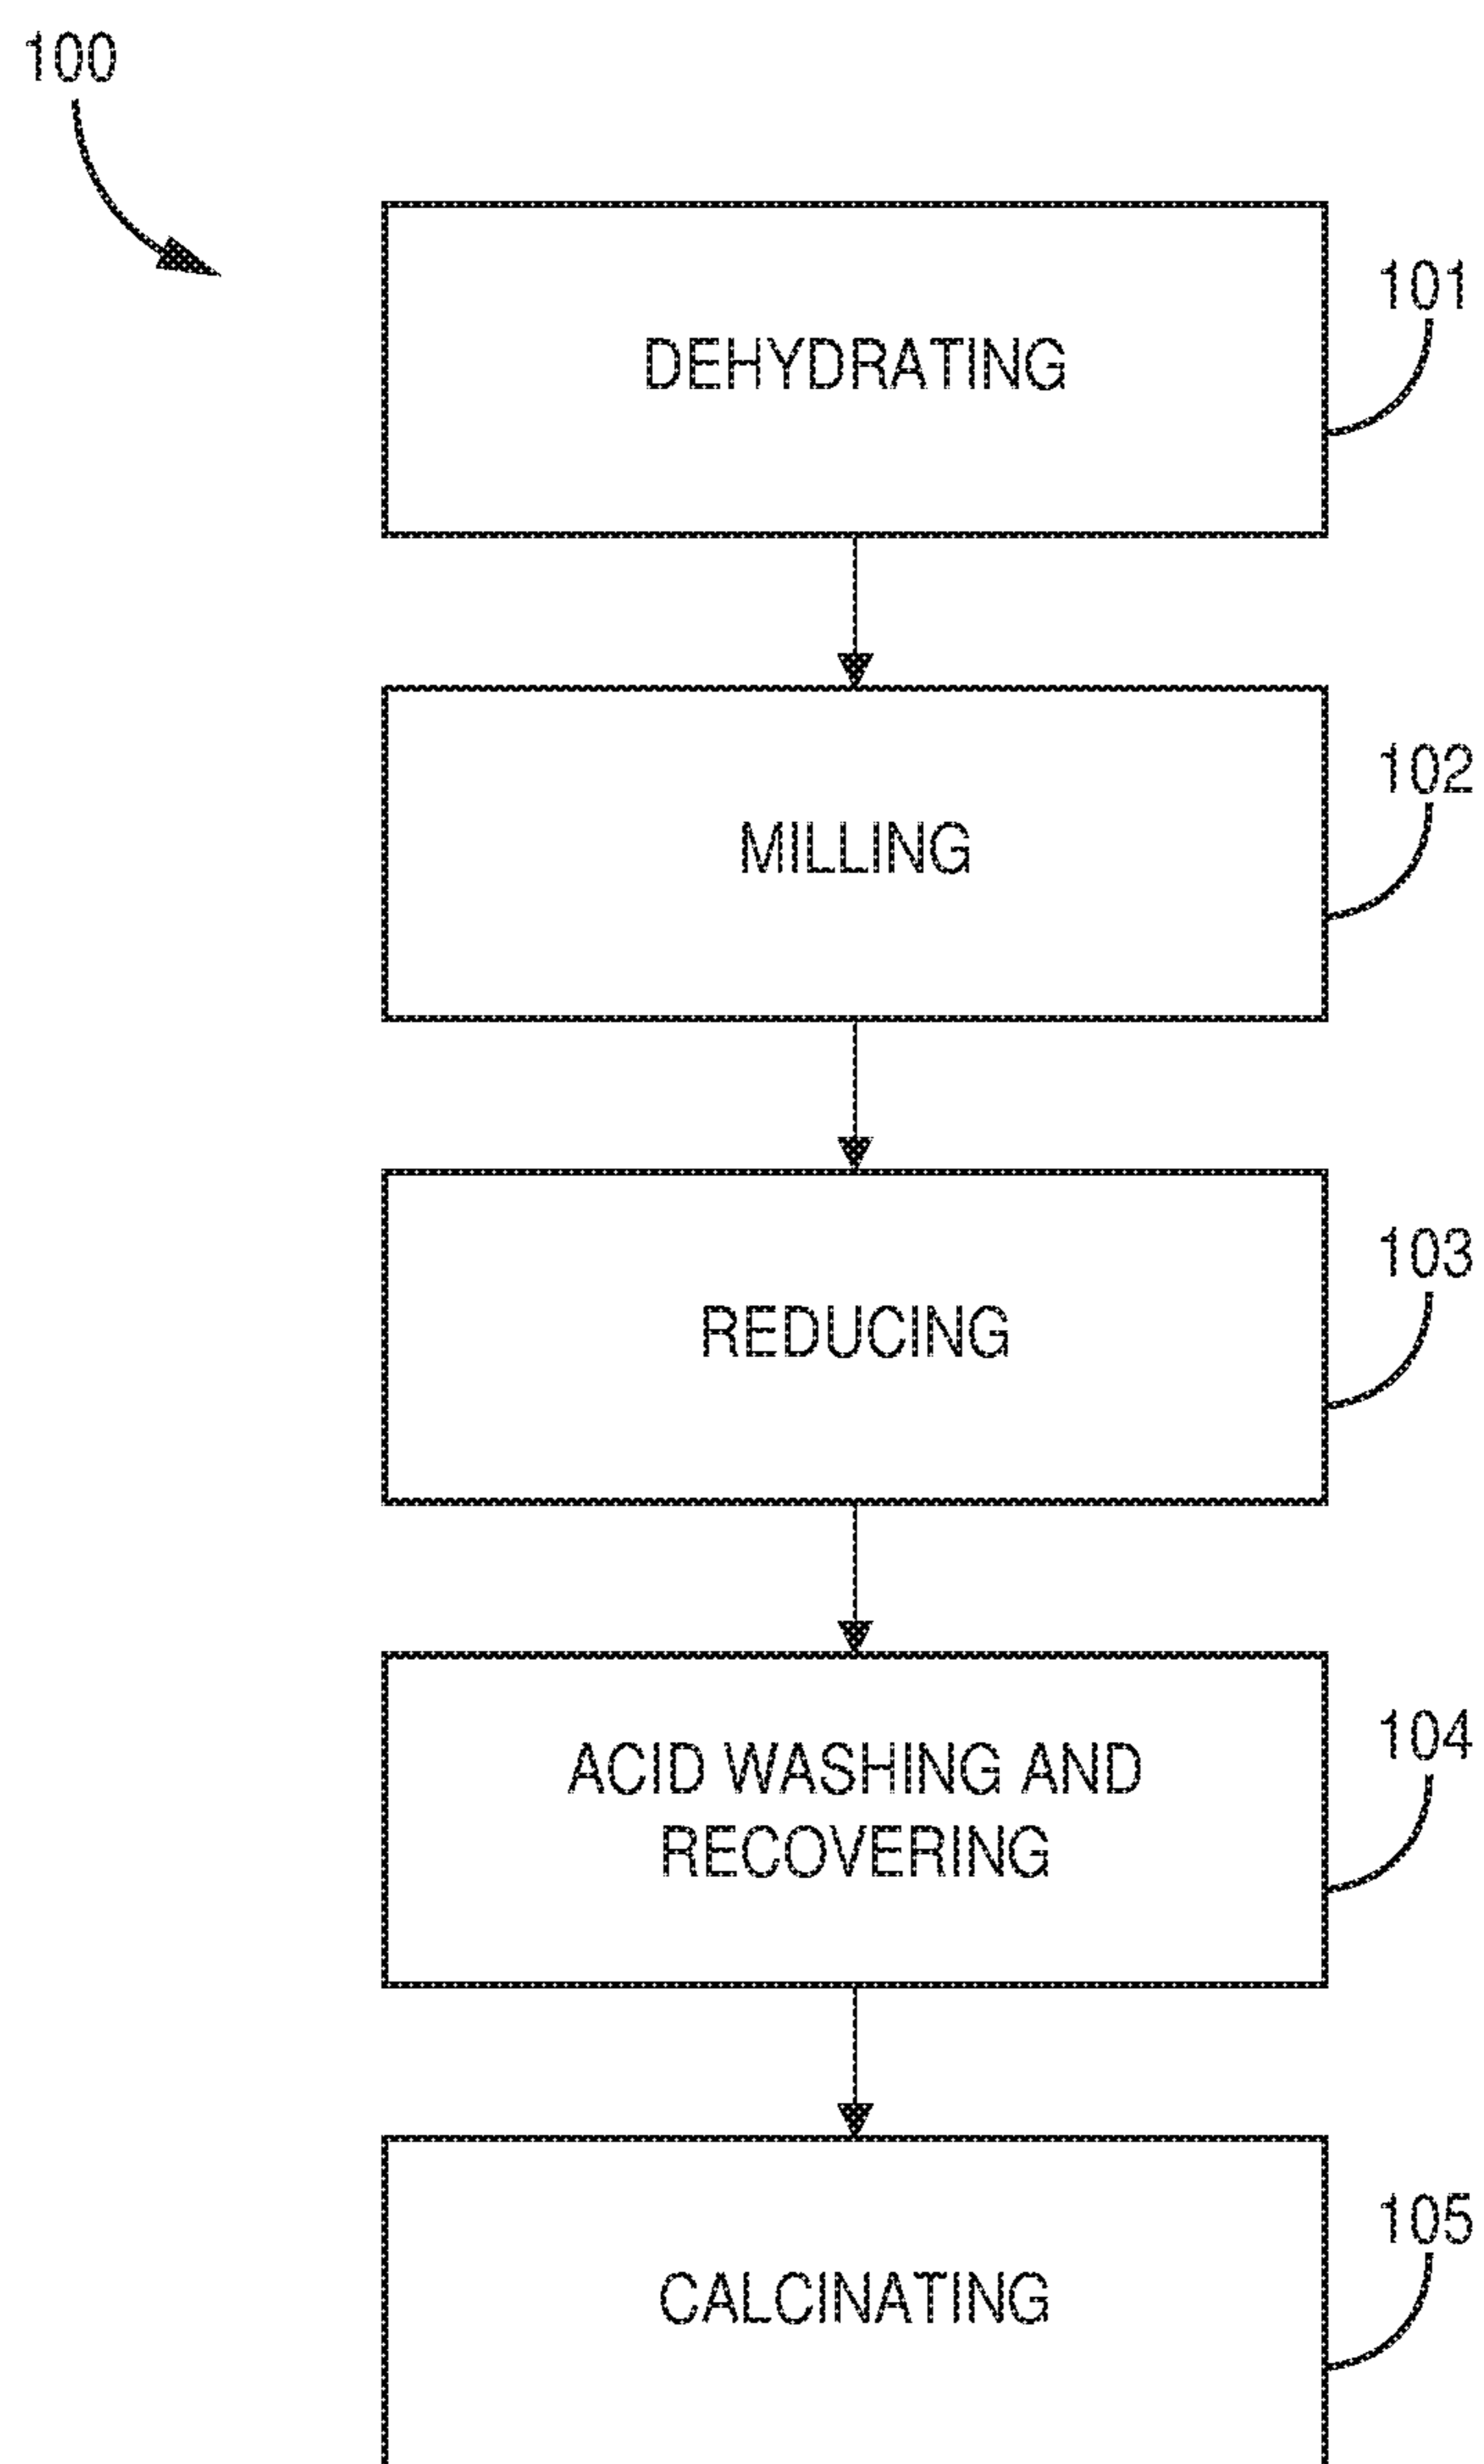 100
101
DEHYDRATING
102
MILLING
103
REDUCING
104
ACID WASHING AND
RECOVERING
105
CALCINATING